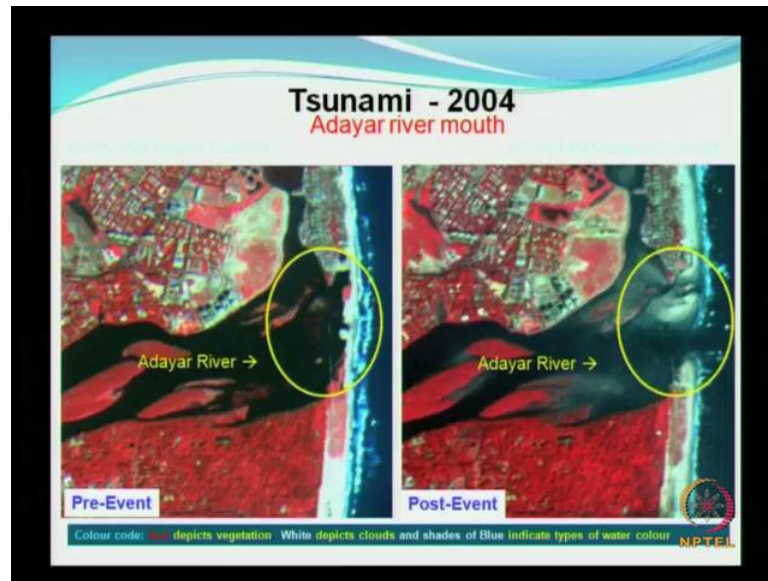 Tsunami - 2004
Adayar river mouth
Adayar River →
Adayar River →
Pre-Event
Post-Event
Colour code: Red depicts vegetation White depicts clouds and shades of Blue indicate types of water colour
NPTEL